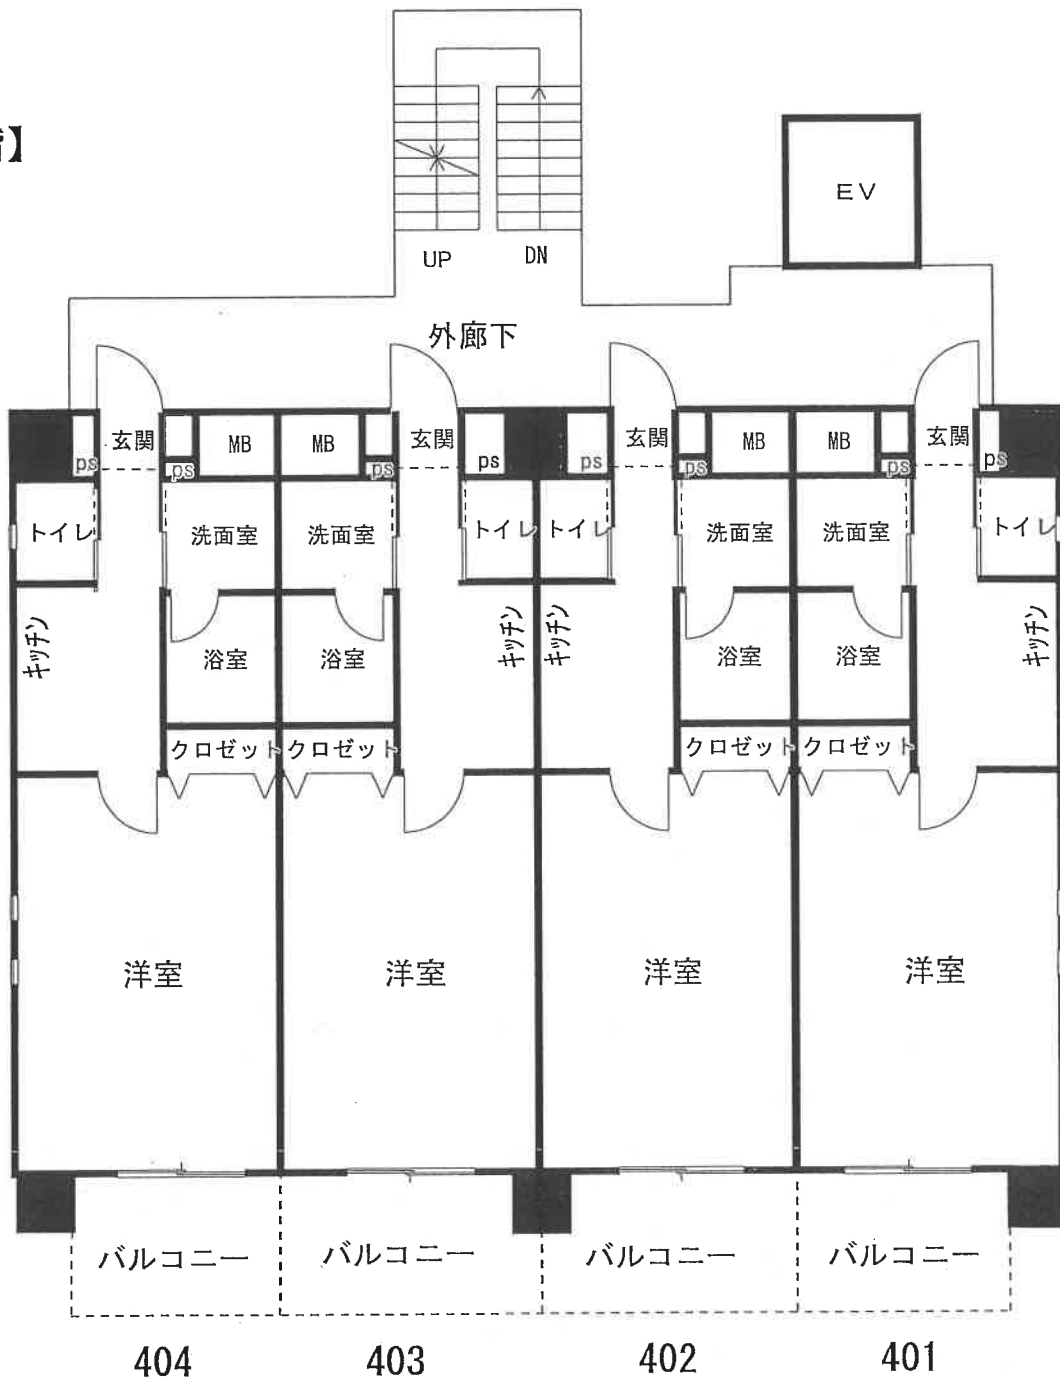 】
EV
UP DN
外廊下
玄関 MB MB 玄関 玄関 MB MB 玄関
ps ps ps ps ps ps ps ps
トイレ 洗面室 洗面室 トイレ トイレ 洗面室 洗面室 トイレ
キッチン 浴室 浴室 キッチン キッチン 浴室 浴室 キッチン
クロゼット クロゼット クロゼット クロゼット
洋室 洋室 洋室 洋室
バルコニー バルコニー バルコニー バルコニー
404 403 402 401